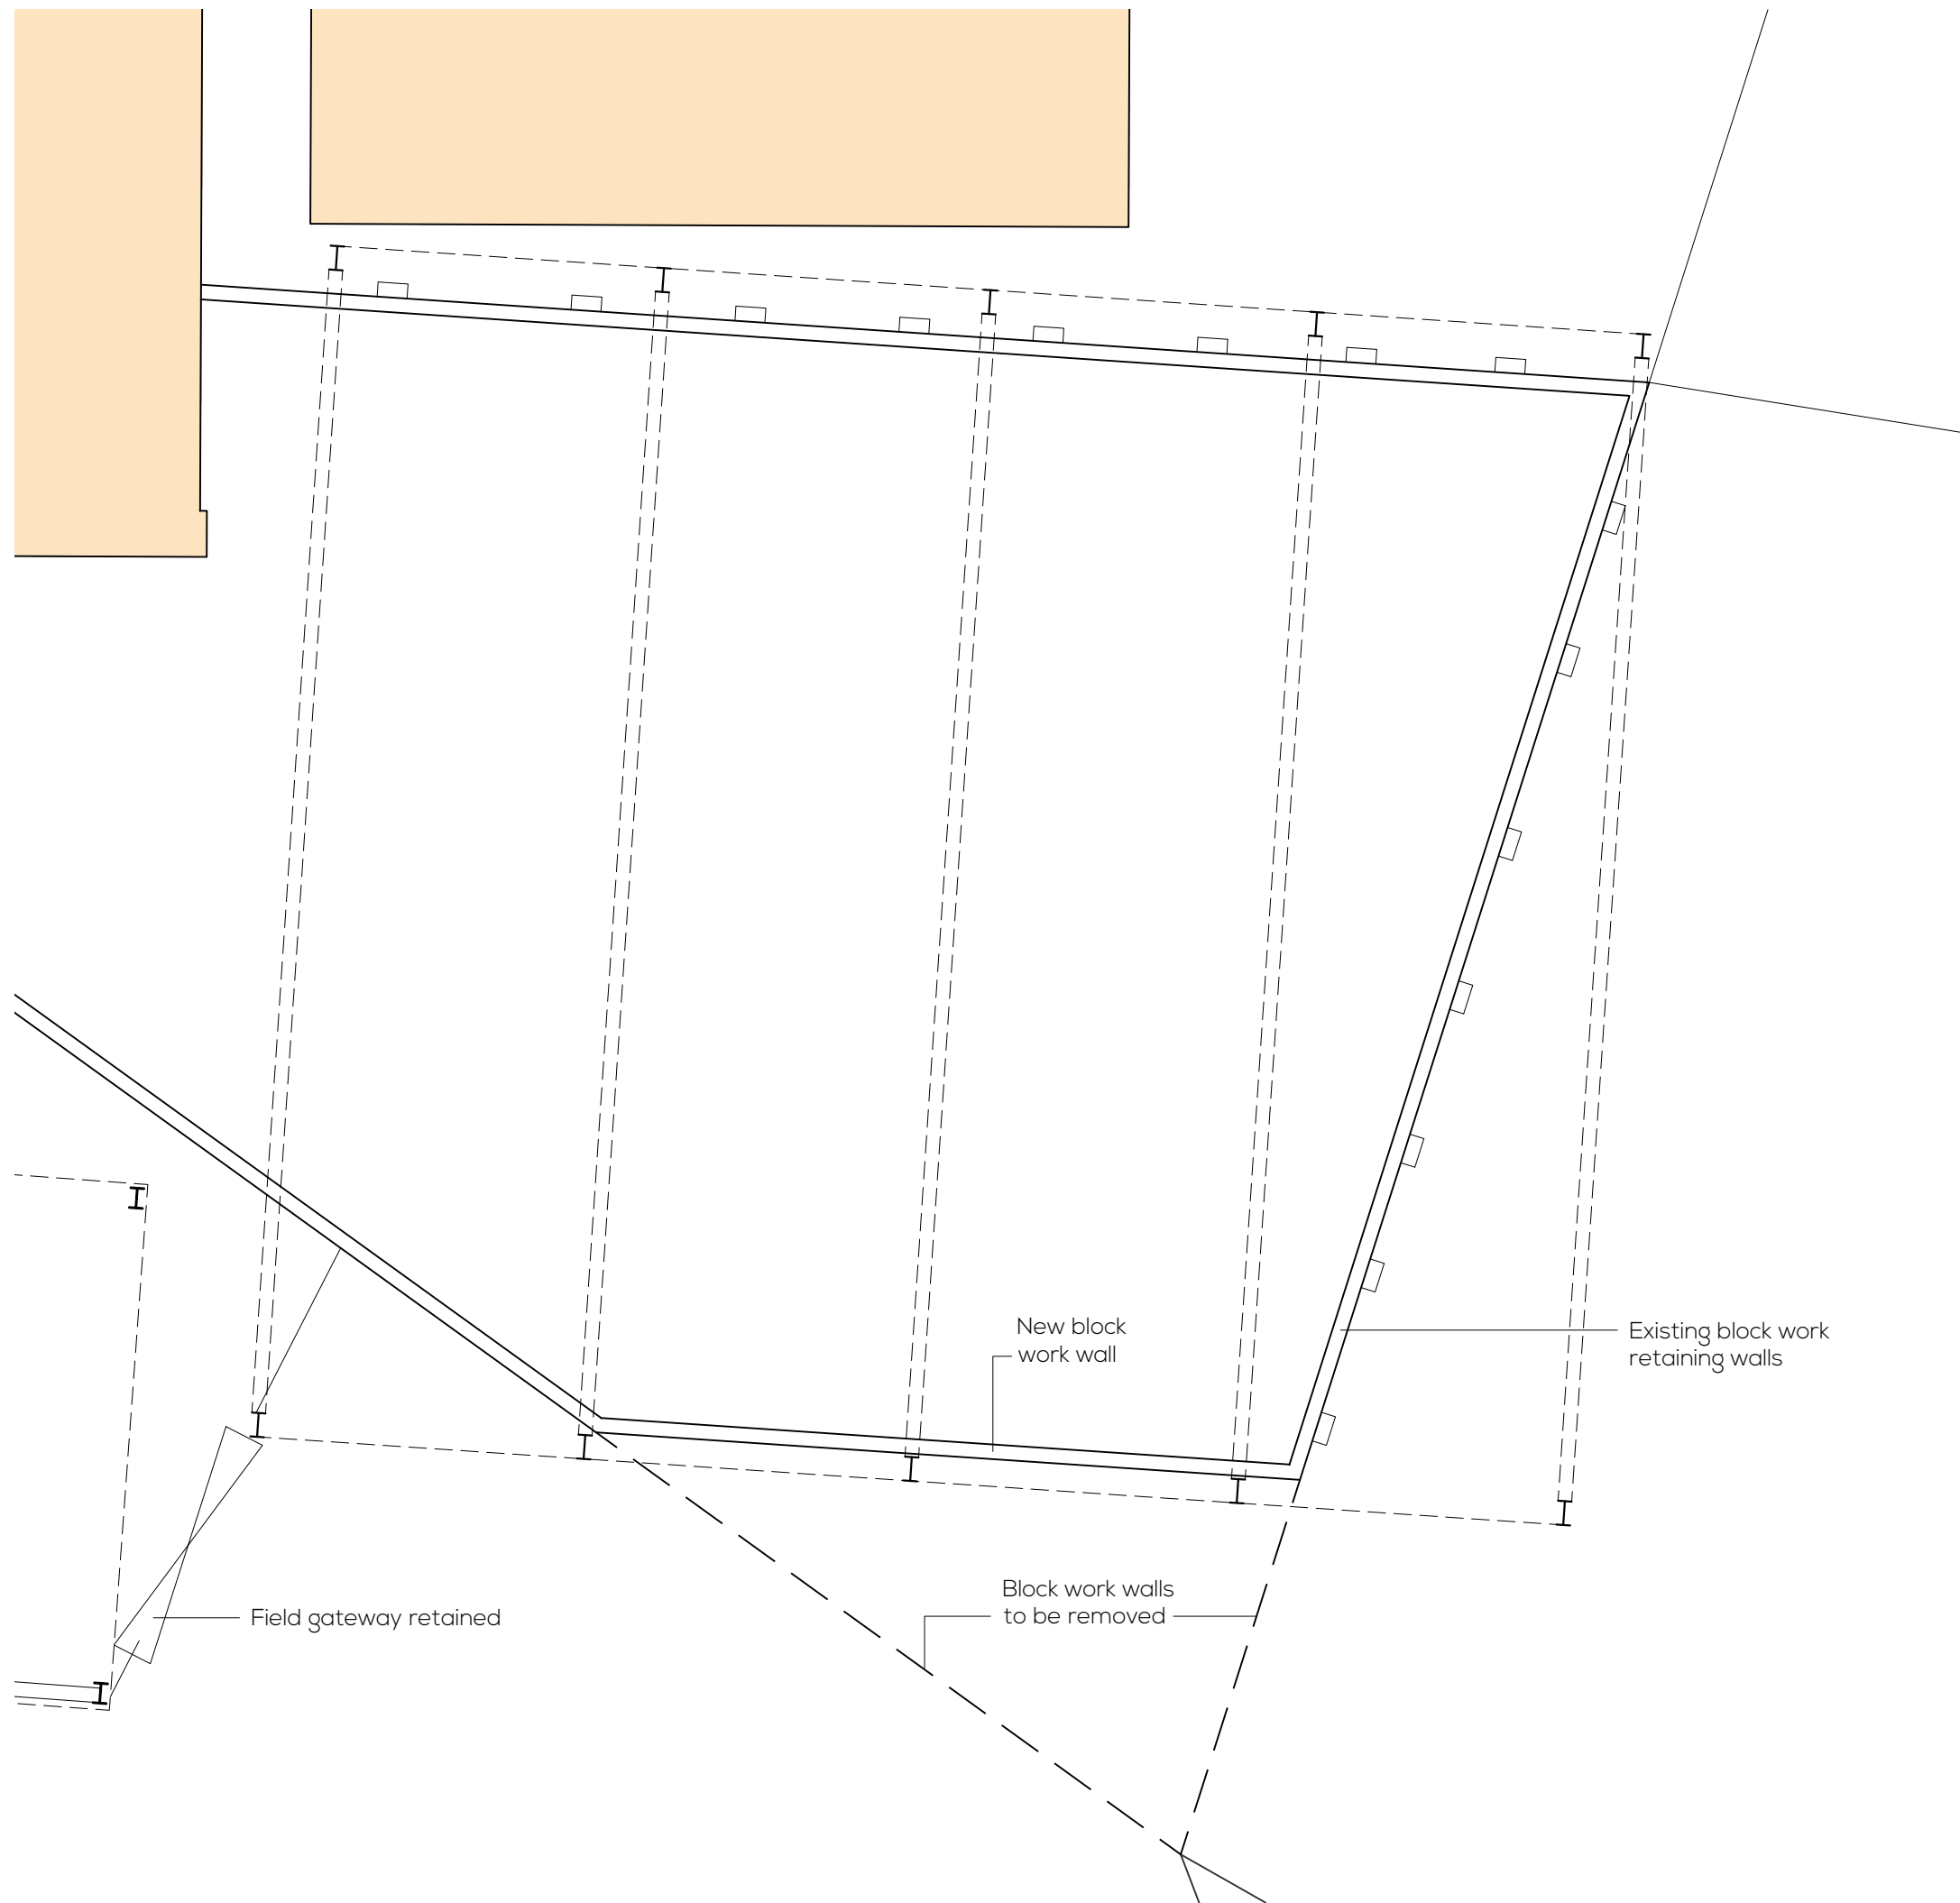 New block
work wall
Existing block work
retaining walls
Block work walls
to be removed
Field gateway retained